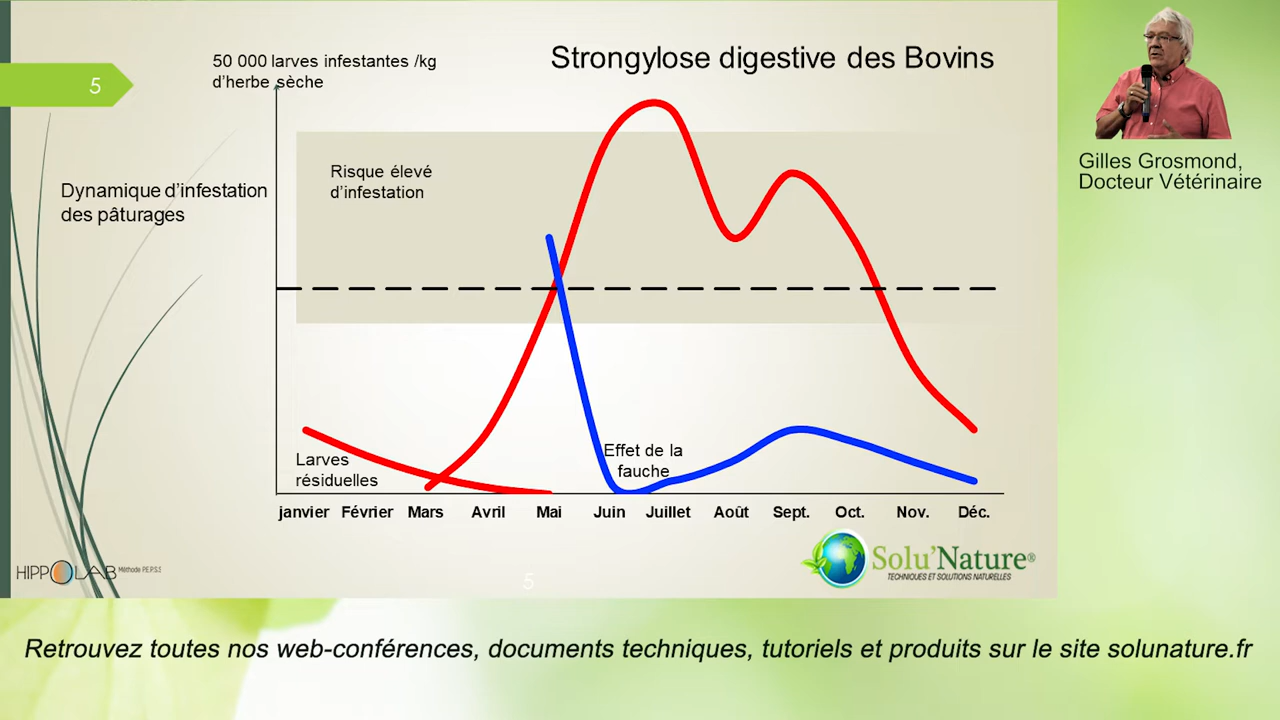 5
50 000 larves infestantes /kg
d'herbe sèche
Strongylose digestive des Bovins
Dynamique d'infestation
des pâturages
Risque élevé
d'infestation
Larves
résiduelles
Effet de la
fauche
janvier Février Mars Avril Mai Juin Juillet Août Sept. Oct. Nov. Déc.
HIPPOLAB Méthode P.E.P.S.S
5
Solu'Nature®
TECHNIQUES ET SOLUTIONS NATURELLES
Gilles Grosmond,
Docteur Vétérinaire
Retrouvez toutes nos web-conférences, documents techniques, tutoriels et produits sur le site solunature.fr